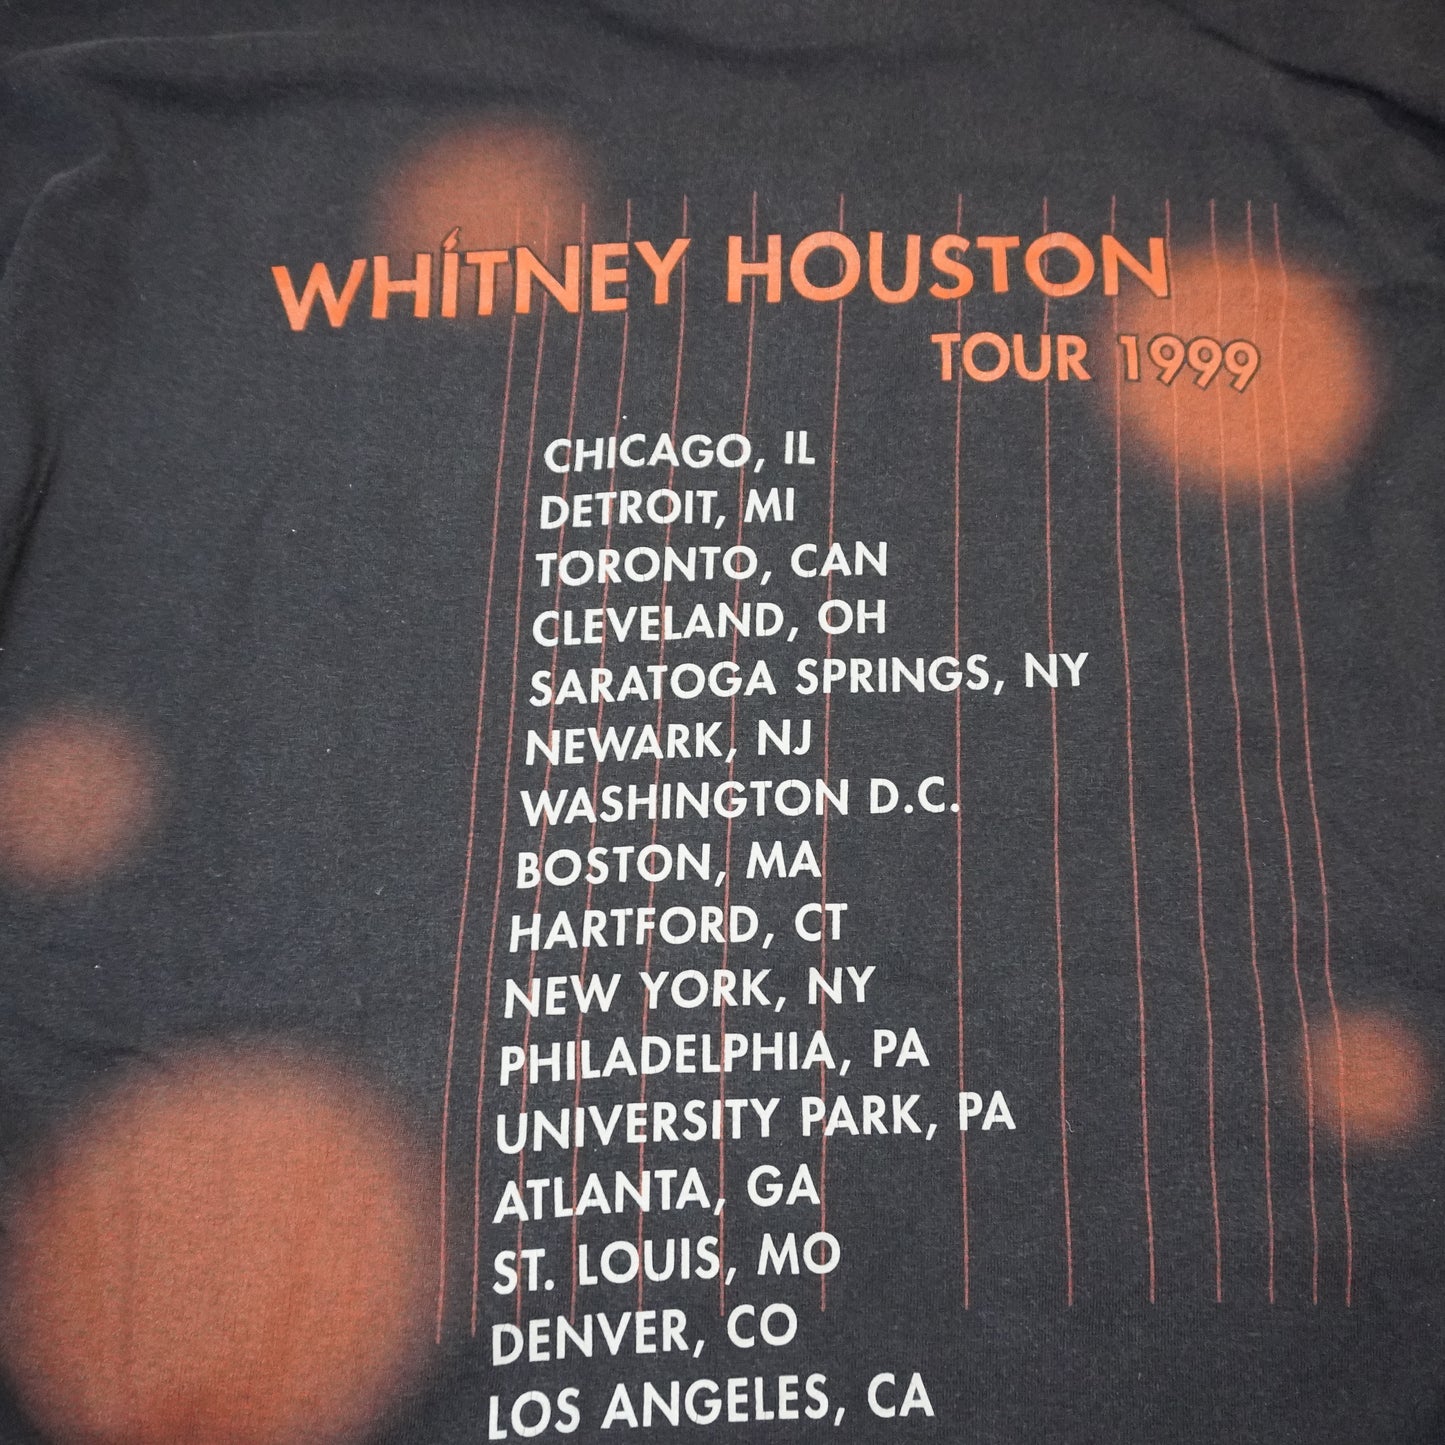 WHÍTNEY HOUSTON
TOUR 1999
CHICAGO, IL
DETROIT, MI
TORONTO, CAN
CLEVELAND, OH
SARATOGA SPRINGS, NY
NEWARK, NJ
WASHINGTON D.C.
BOSTON, MA
HARTFORD, CT
NEW YORK, NY
PHILADELPHIA, PA
UNIVERSITY PARK, PA
ATLANTA, GA
ST. LOUIS, MO
DENVER, CO
LOS ANGELES, CA